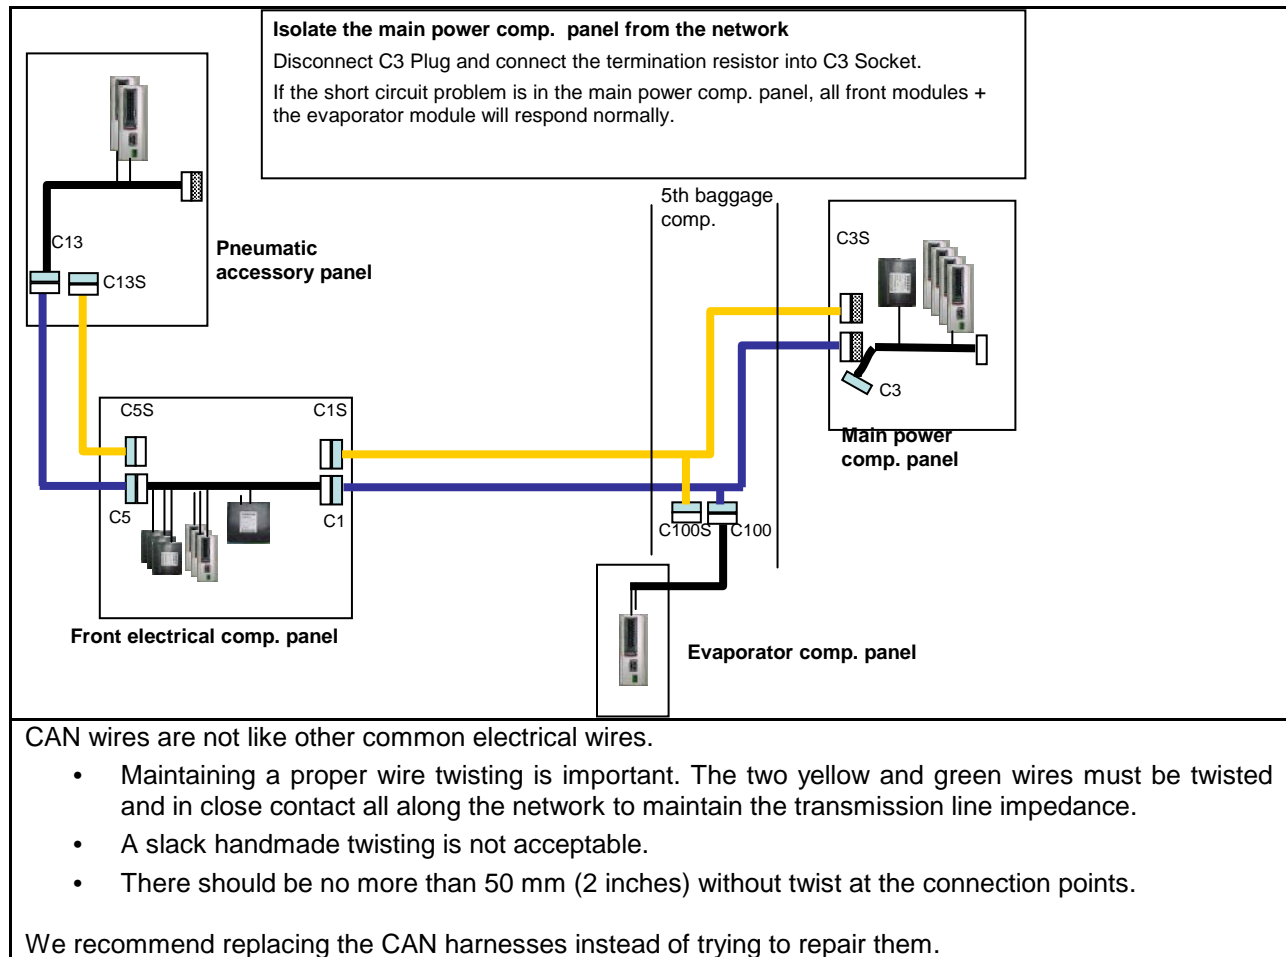 Isolate the main power comp. panel from the network
Disconnect C3 Plug and connect the termination resistor into C3 Socket.
If the short circuit problem is in the main power comp. panel, all front modules +
the evaporator module will respond normally.
5th baggage
comp.
C13
C13S
Pneumatic
accessory panel
C3S
C3
Main power
comp. panel
C5S
C1S
C5
C1
C100S
C100
Front electrical comp. panel
Evaporator comp. panel
CAN wires are not like other common electrical wires.
• Maintaining a proper wire twisting is important. The two yellow and green wires must be twisted
and in close contact all along the network to maintain the transmission line impedance.
• A slack handmade twisting is not acceptable.
• There should be no more than 50 mm (2 inches) without twist at the connection points.
We recommend replacing the CAN harnesses instead of trying to repair them.